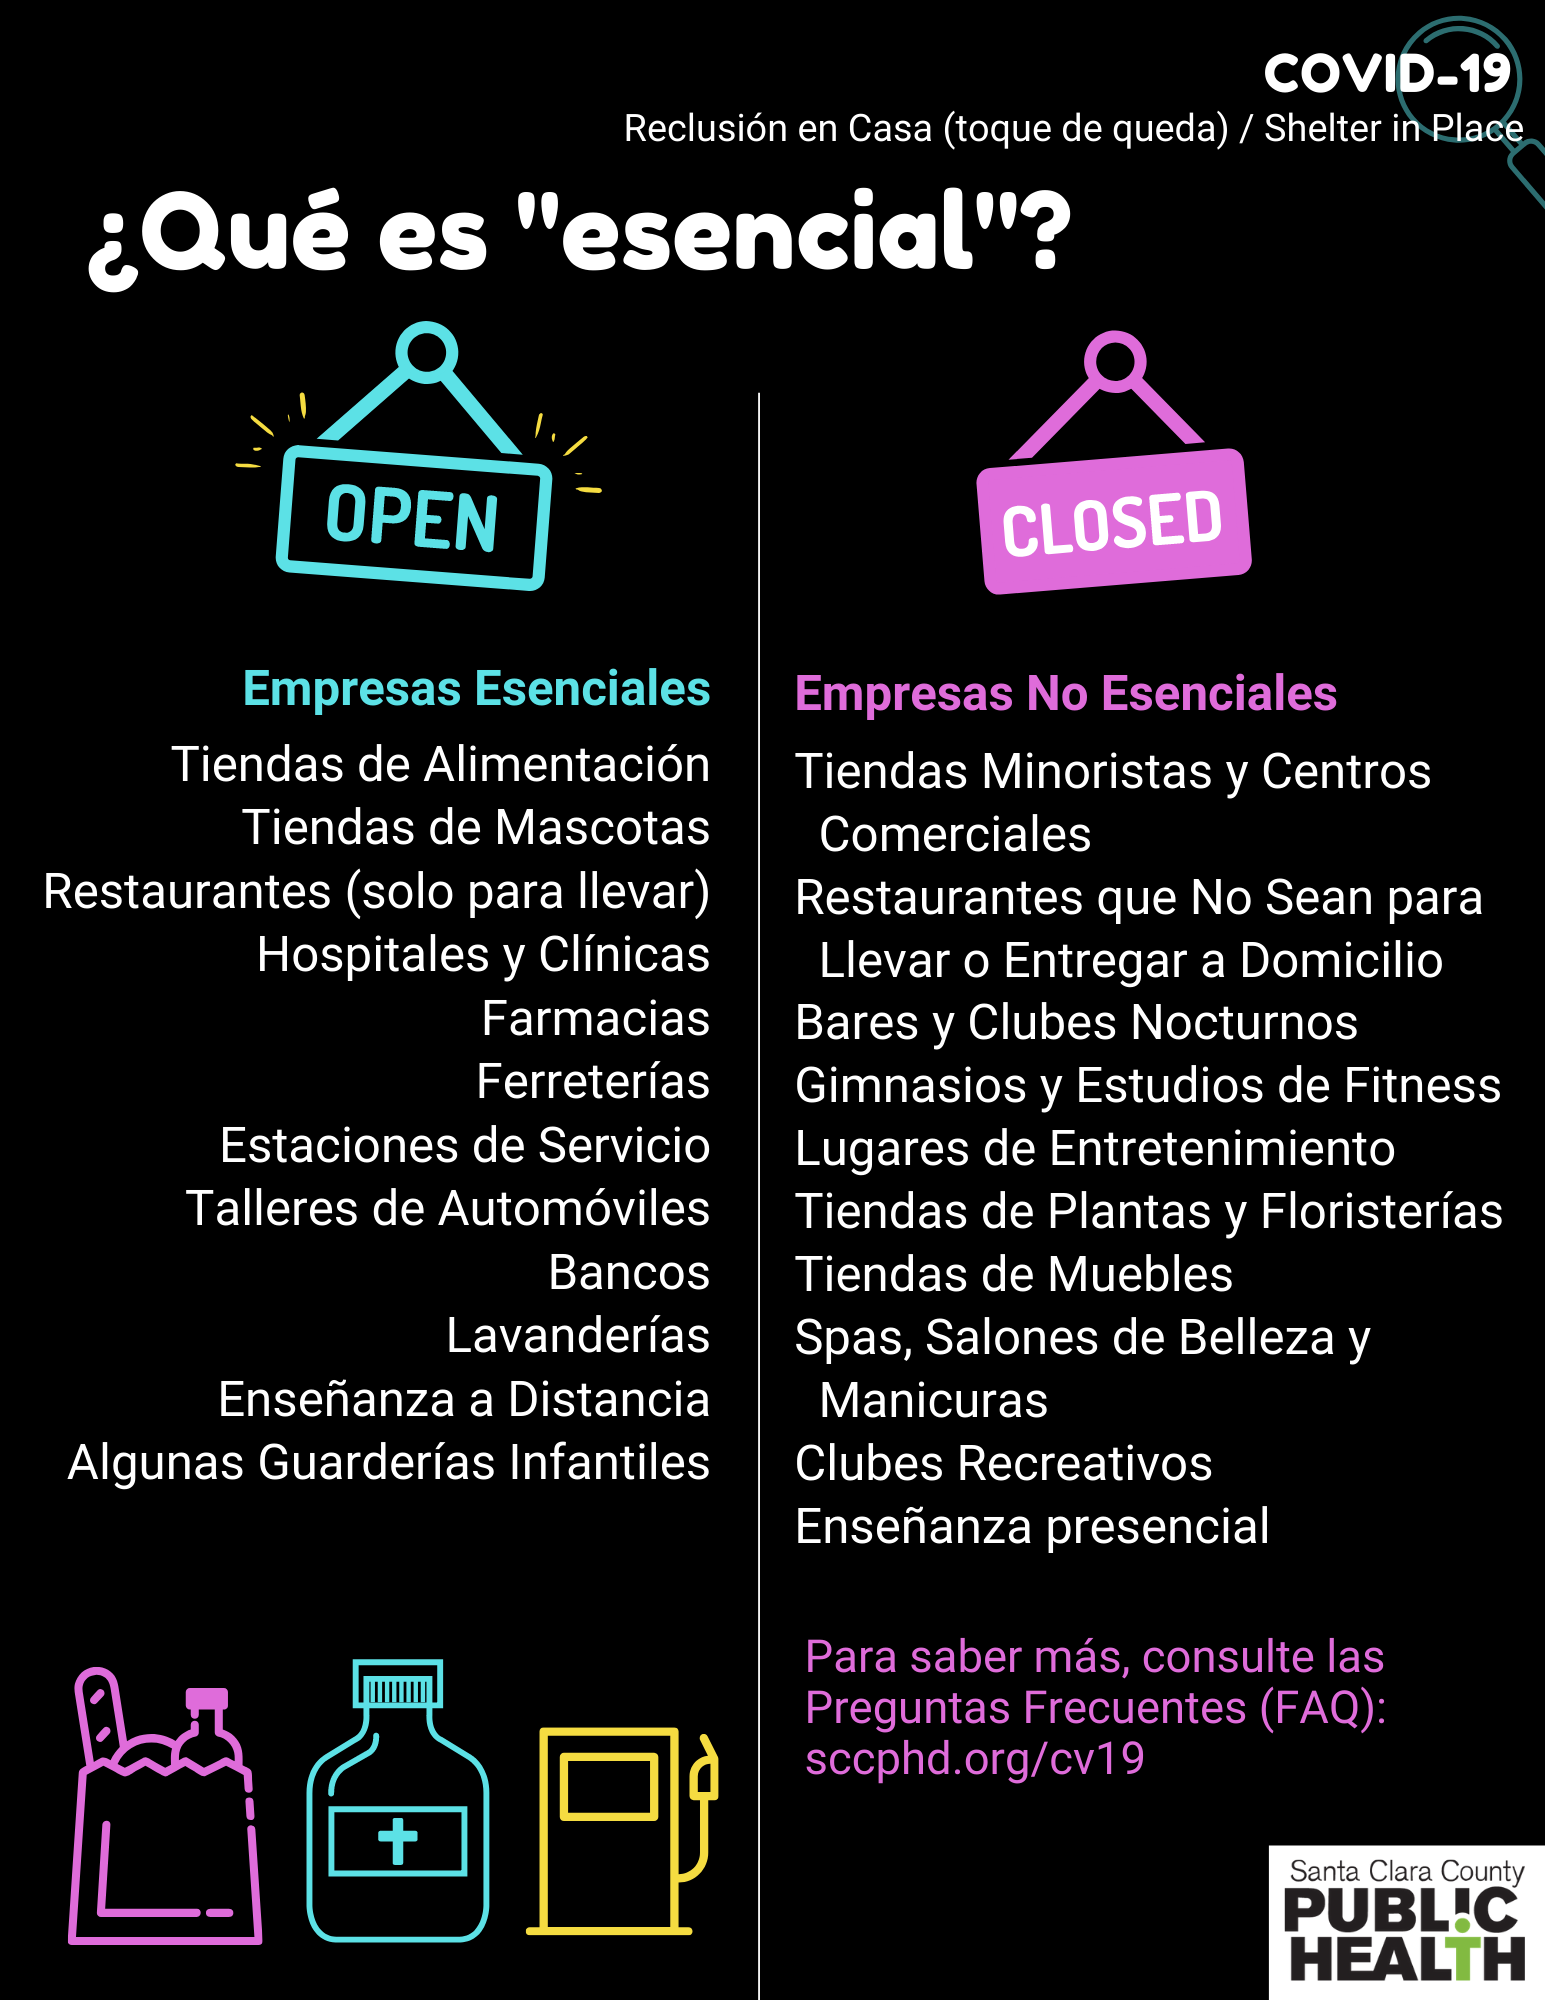 COVID-19
Reclusión en Casa (toque de queda) / Shelter in Place
¿Qué es "esencial"?
OPEN
Empresas Esenciales
Tiendas de Alimentación
Tiendas de Mascotas
Restaurantes (solo para llevar)
Hospitales y Clínicas
Farmacias
Ferreterías
Estaciones de Servicio
Talleres de Automóviles
Bancos
Lavanderías
Enseñanza a Distancia
Algunas Guarderías Infantiles
CLOSED
Empresas No Esenciales
Tiendas Minoristas y Centros
Comerciales
Restaurantes que No Sean para
Llevar o Entregar a Domicilio
Bares y Clubes Nocturnos
Gimnasios y Estudios de Fitness
Lugares de Entretenimiento
Tiendas de Plantas y Floristerías
Tiendas de Muebles
Spas, Salones de Belleza y
Manicuras
Clubes Recreativos
Enseñanza presencial
Para saber más, consulte las
Preguntas Frecuentes (FAQ):
sccphd.org/cv19
Santa Clara County
PUBLIC
HEALTH